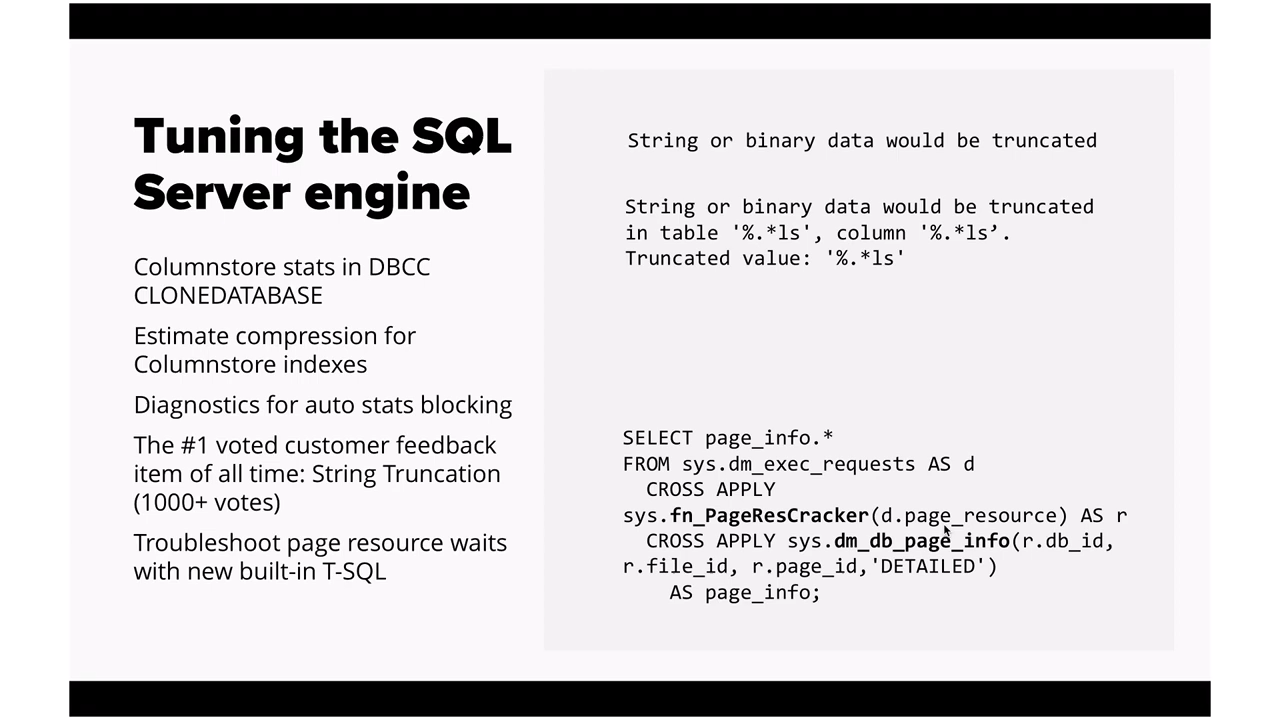 Tuning the SQL
Server engine
Columnstore stats in DBCC
CLONEDATABASE
Estimate compression for
Columnstore indexes
Diagnostics for auto stats blocking
The #1 voted customer feedback
item of all time: String Truncation
(1000+ votes)
Troubleshoot page resource waits
with new built-in T-SQL
String or binary data would be truncated
String or binary data would be truncated
in table '%.*ls', column '%.*ls’.
Truncated value: '%.*ls'
SELECT page_info.*
FROM sys.dm_exec_requests AS d
CROSS APPLY
sys.fn_PageResCracker(d.page_resource) AS r
CROSS APPLY sys.dm_db_page_info(r.db_id,
r.file_id, r.page_id,'DETAILED')
AS page_info;